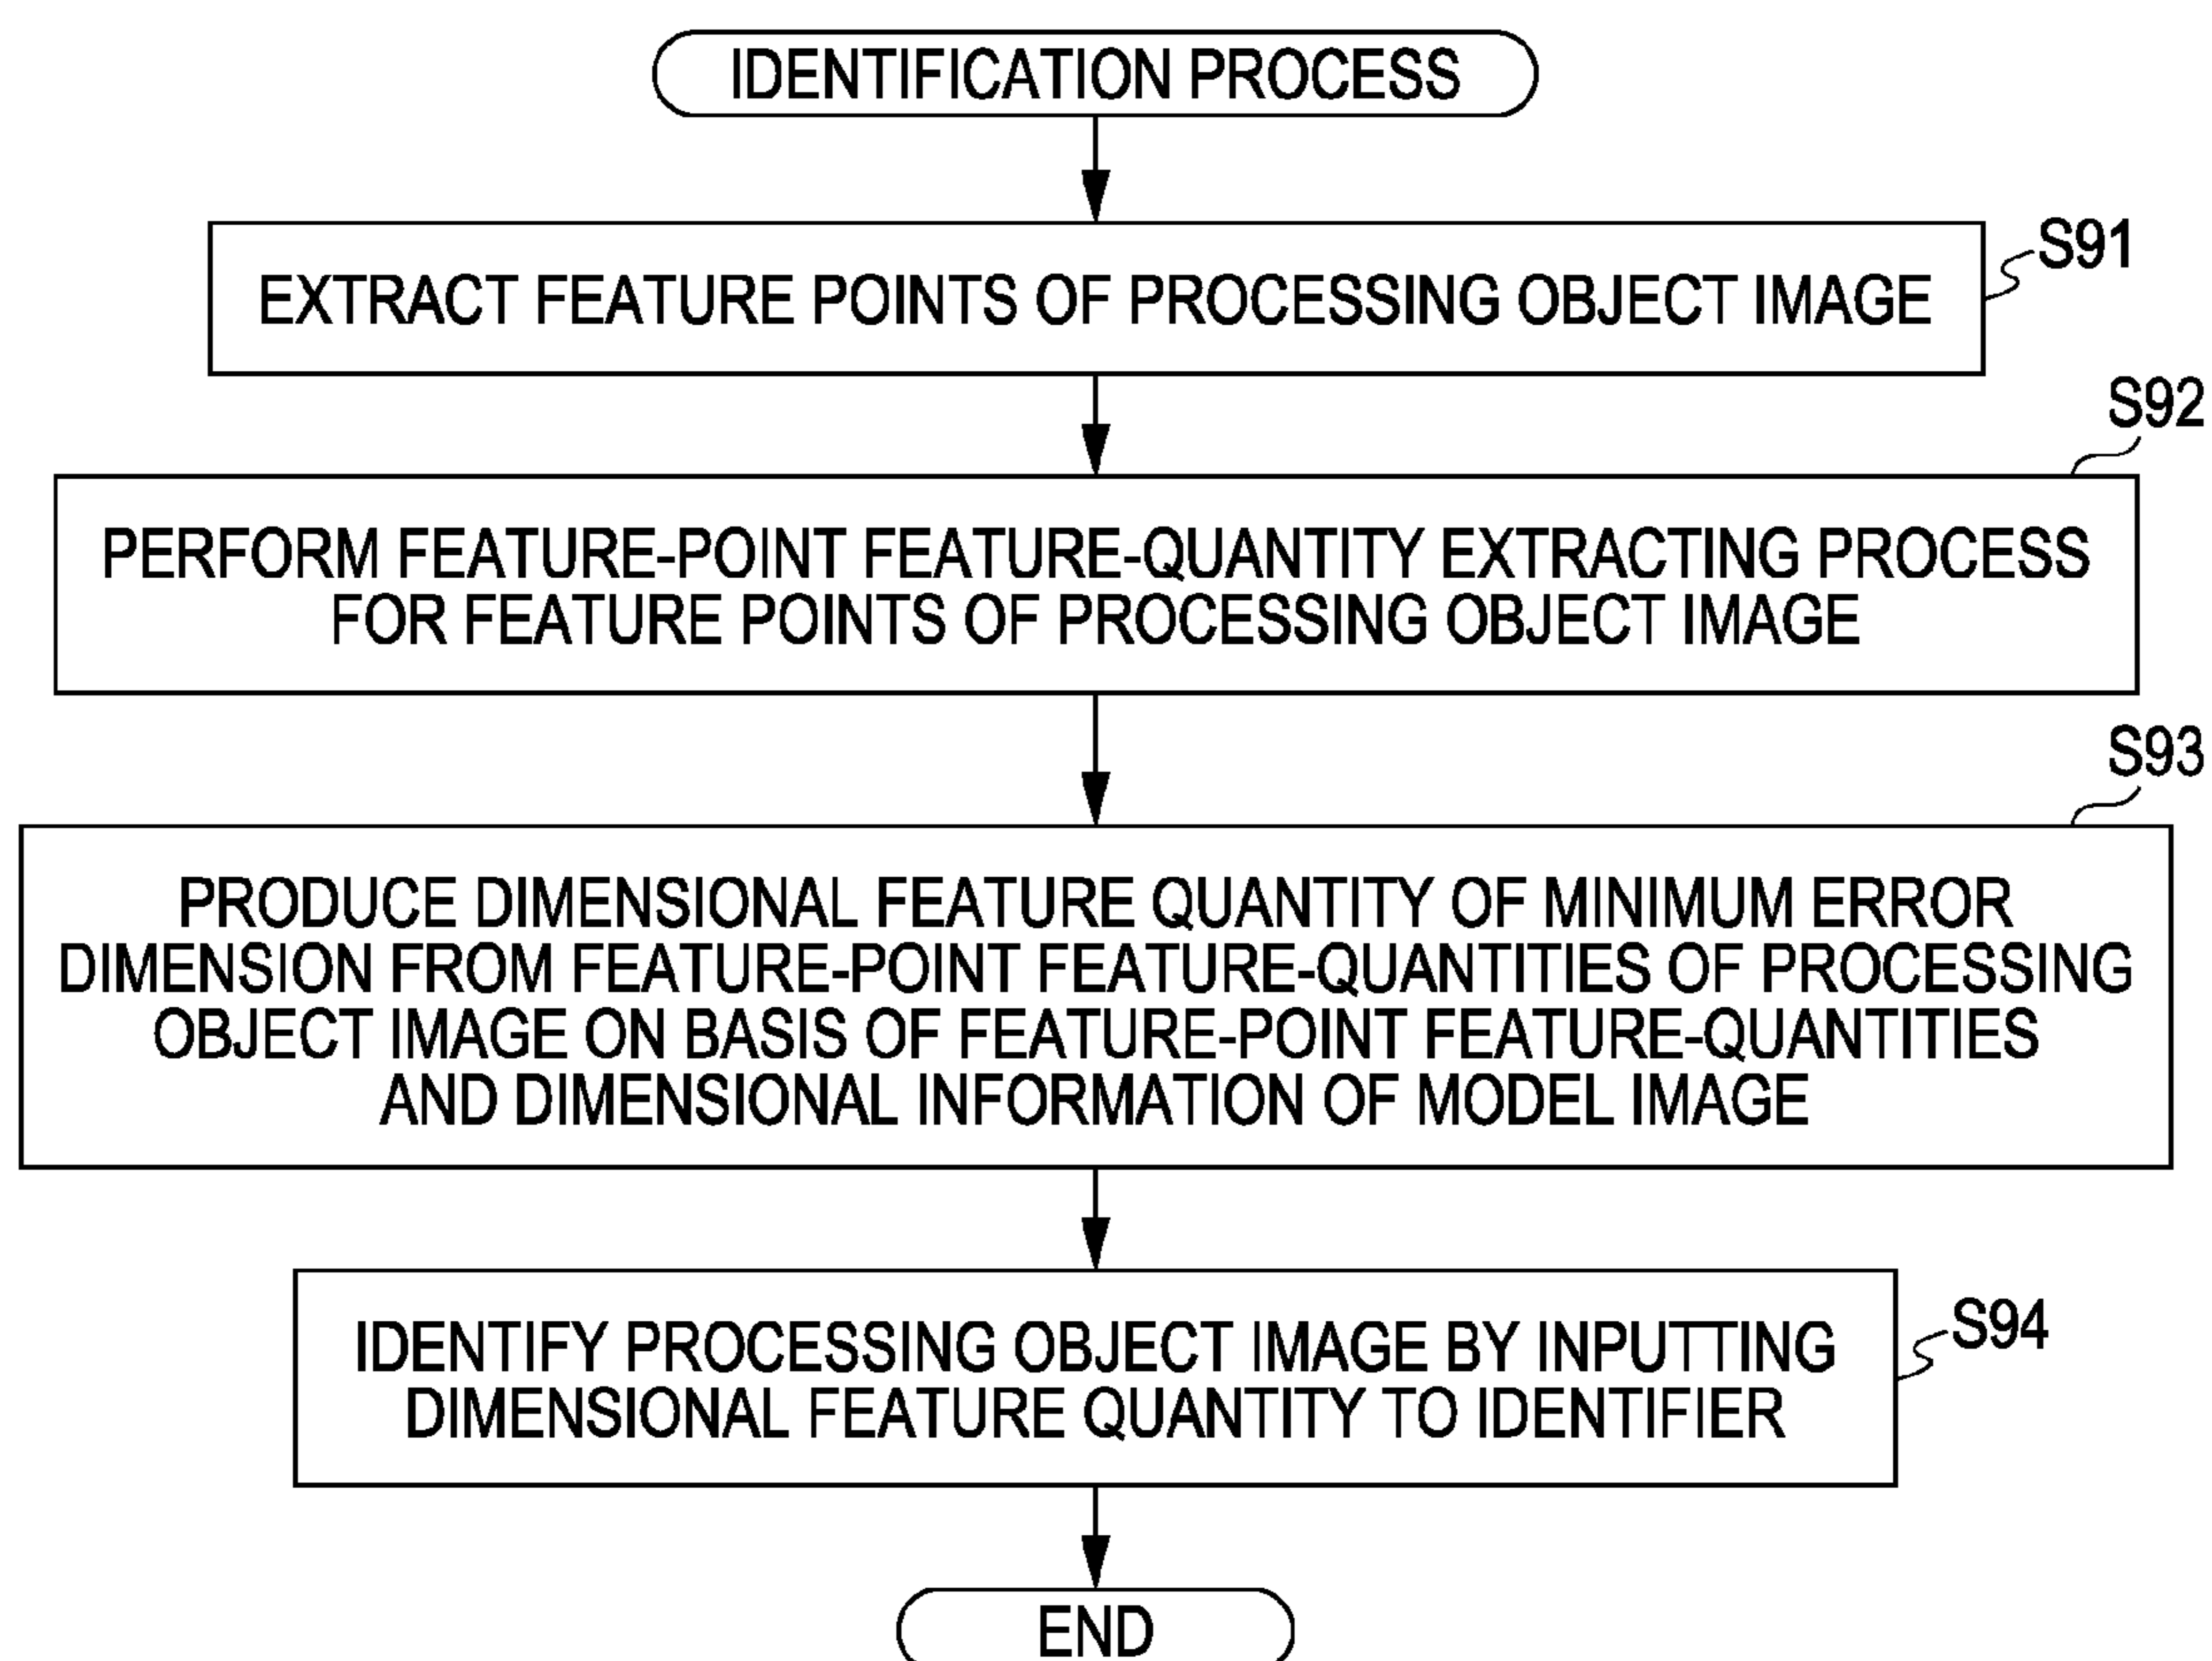 IDENTIFICATION PROCESS
S91
EXTRACT FEATURE POINTS OF PROCESSING OBJECT IMAGE
S92
PERFORM FEATURE-POINT FEATURE-QUANTITY EXTRACTING PROCESS
FOR FEATURE POINTS OF PROCESSING OBJECT IMAGE
S93
PRODUCE DIMENSIONAL FEATURE QUANTITY OF MINIMUM ERROR
DIMENSION FROM FEATURE-POINT FEATURE-QUANTITIES OF PROCESSING
OBJECT IMAGE ON BASIS OF FEATURE-POINT FEATURE-QUANTITIES
AND DIMENSIONAL INFORMATION OF MODEL IMAGE
S94
IDENTIFY PROCESSING OBJECT IMAGE BY INPUTTING
DIMENSIONAL FEATURE QUANTITY TO IDENTIFIER
END